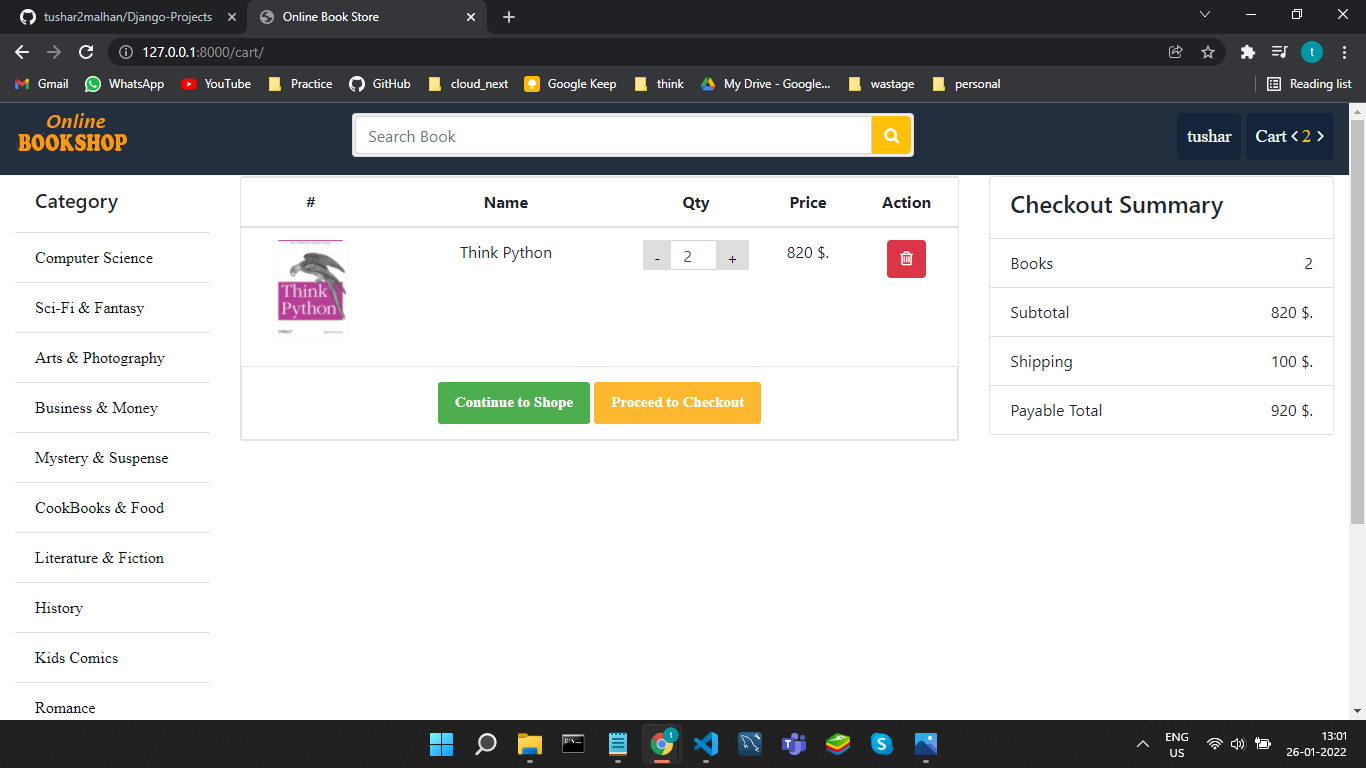 tushar2malhan/Django-Projects
Online Book Store
127.0.0.1:8000/cart/
t
Gmail WhatsApp YouTube Practice GitHub cloud_next Google Keep think My Drive - Google... wastage personal Reading list
Online
BOOKSHOP
Search Book
tushar
Cart < 2 >
Category
Computer Science
Sci-Fi & Fantasy
Arts & Photography
Business & Money
Mystery & Suspense
CookBooks & Food
Literature & Fiction
History
Kids Comics
Romance
# Name Qty Price Action
Think
Python
O'REILLY
Think Python - 2 + 820 $.
Continue to Shope Proceed to Checkout
Checkout Summary
Books 2
Subtotal 820 $.
Shipping 100 $.
Payable Total 920 $.
t
ENG
US
13:01
26-01-2022